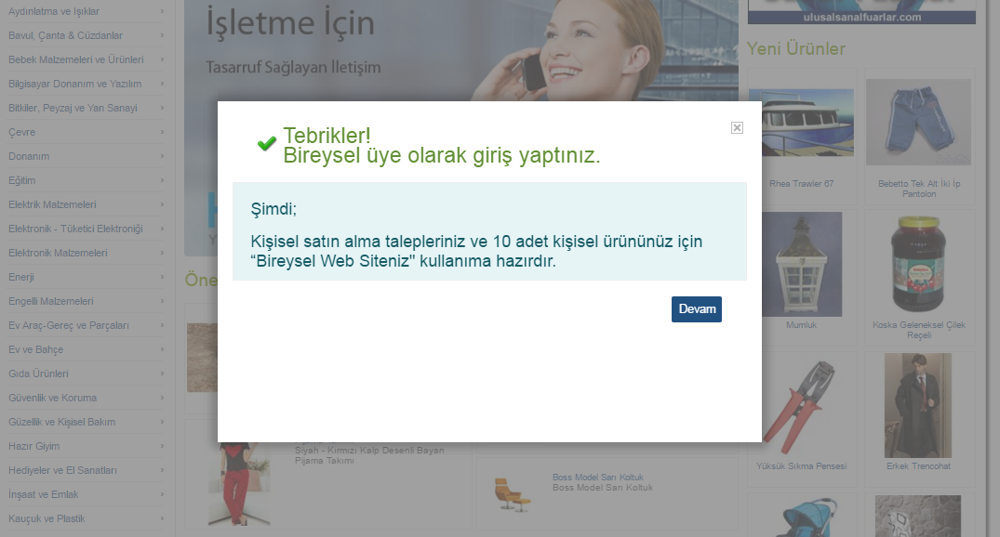 Aydınlatma ve Işıklar
Bavul, Çanta & Cüzdanlar
Bebek Malzemeleri ve Ürünleri
Bilgisayar Donanım ve Yazılım
Bitkiler, Peyzaj ve Yan Sanayi
Çevre
Donanım
Eğitim
Elektrik Malzemeleri
Elektronik - Tüketici Elektroniği
Elektronik Malzemeleri
Enerji
Engelli Malzemeleri
Ev Araç-Gereç ve Parçaları
Ev ve Bahçe
Gıda Ürünleri
Güvenlik ve Koruma
Güzellik ve Kişisel Bakım
Hazır Giyim
Hediyeler ve El Sanatları
İnşaat ve Emlak
Kauçuk ve Plastik
İşletme İçin
Tasarruf Sağlayan İletişim
Tebrikler!
Bireysel üye olarak giriş yaptınız.
Şimdi;
Kişisel satın alma talepleriniz ve 10 adet kişisel ürününüz için
“Bireysel Web Siteniz" kullanıma hazırdır.
Devam
Siyah - Kırmızı Kalp Desenli Bayan
Pijama Takımı
Boss Model Sarı Koltuk
Boss Model Sarı Koltuk
ulusalsanalfuarlar.com
Yeni Ürünler
Rhea Trawler 67
Bebetto Tek Alt İki İp
Pantolon
Mumluk
Koska Geleneksel Çilek
Reçeli
Yüksük Sıkma Pensesi
Erkek Trencohat